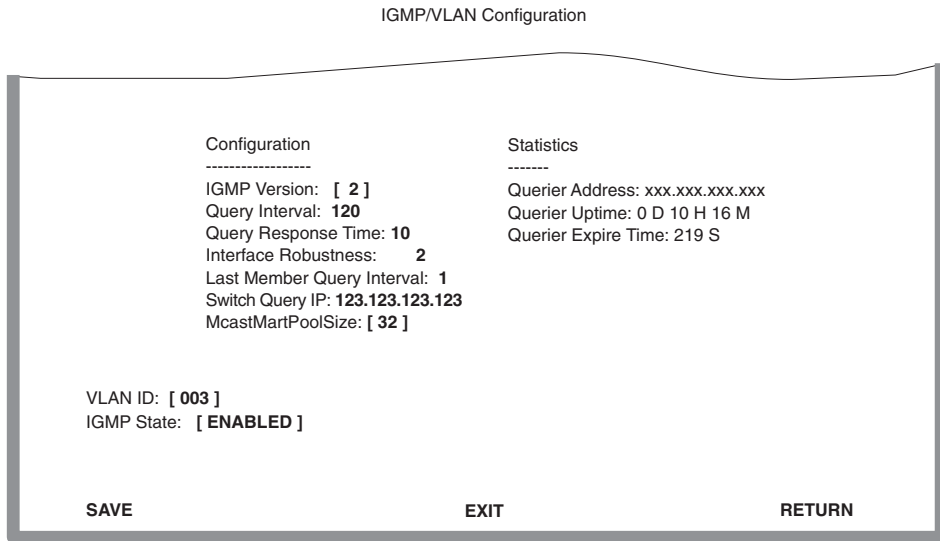 IGMP/VLAN Configuration
Configuration
------------------
IGMP Version: [ 2 ]
Query Interval: 120
Query Response Time: 10
Interface Robustness: 2
Last Member Query Interval: 1
Switch Query IP: 123.123.123.123
McastMartPoolSize: [ 32 ]
Statistics
-------
Querier Address: xxx.xxx.xxx.xxx
Querier Uptime: 0 D 10 H 16 M
Querier Expire Time: 219 S
VLAN ID: [ 003 ]
IGMP State: [ ENABLED ]
SAVE EXIT RETURN